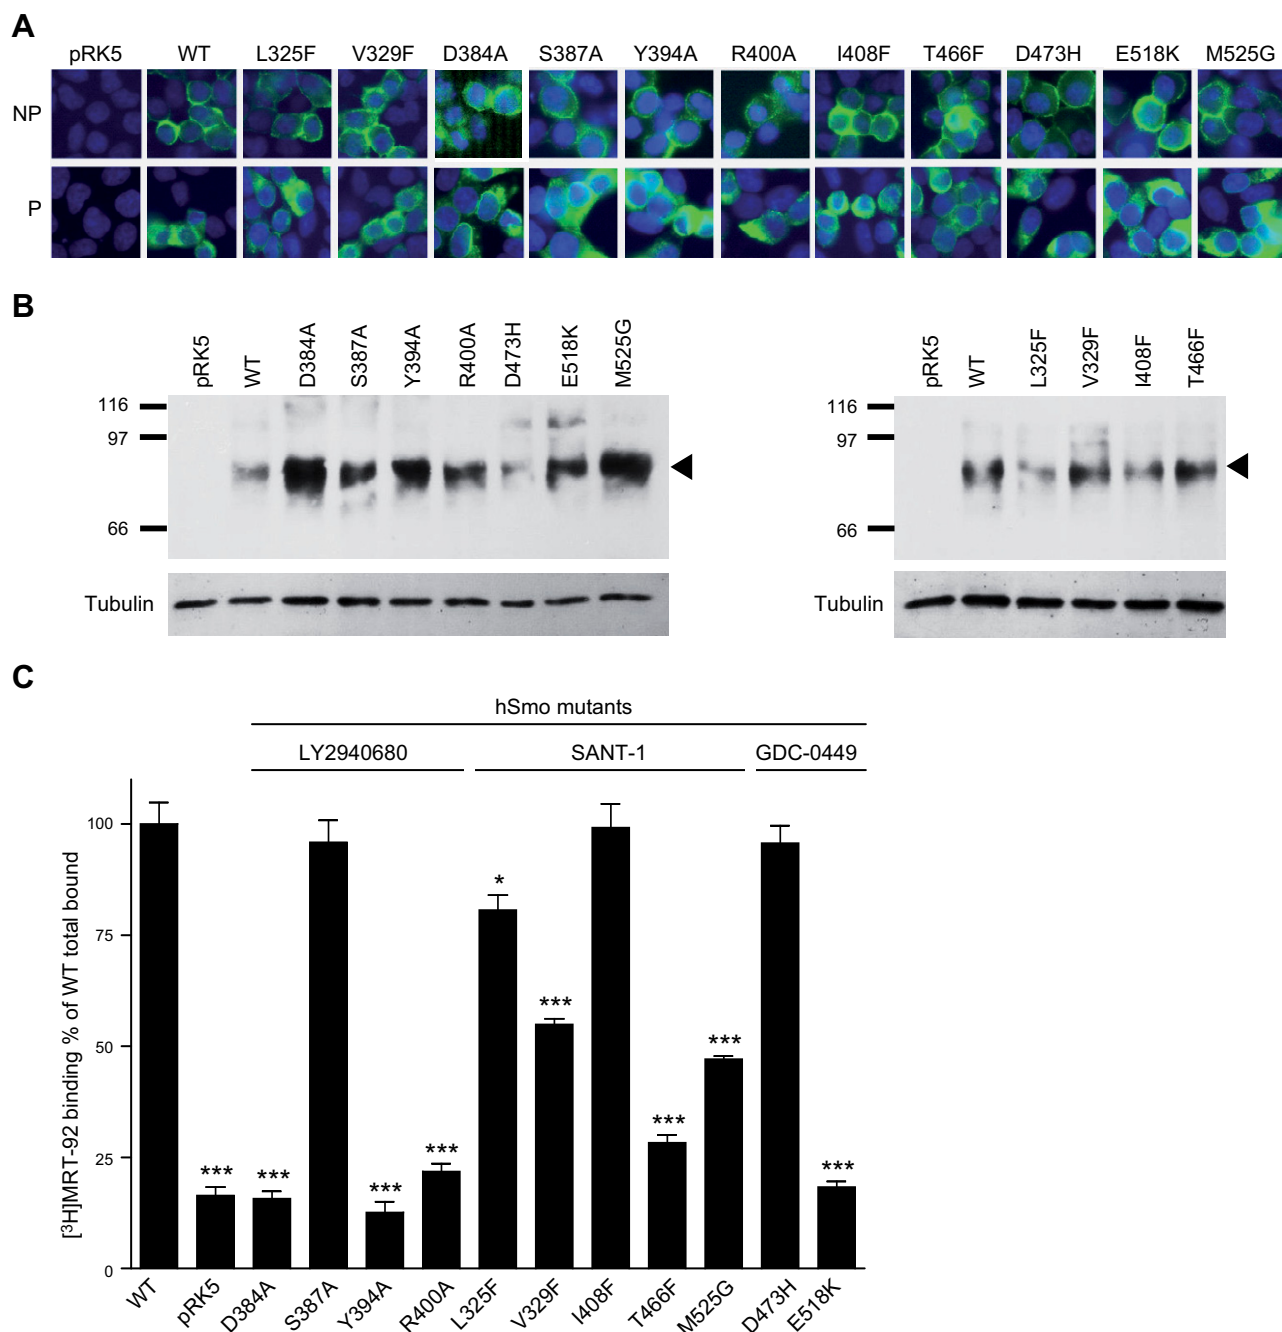 A
pRK5 WT L325F V329F D384A S387A Y394A R400A I408F T466F D473H E518K M525G
NP
P
B
pRK5 WT D384A S387A Y394A R400A D473H E518K M525G
116
97
66
Tubulin
pRK5 WT L325F V329F I408F T466F
116
97
66
Tubulin
C
hSmo mutants
LY2940680 SANT-1 GDC-0449
[³H]MRT-92 binding % of WT total bound
100
75
50
25
0
*** *** *** *** * *** *** *** ***
WT pRK5 D384A S387A Y394A R400A L325F V329F I408F T466F M525G D473H E518K